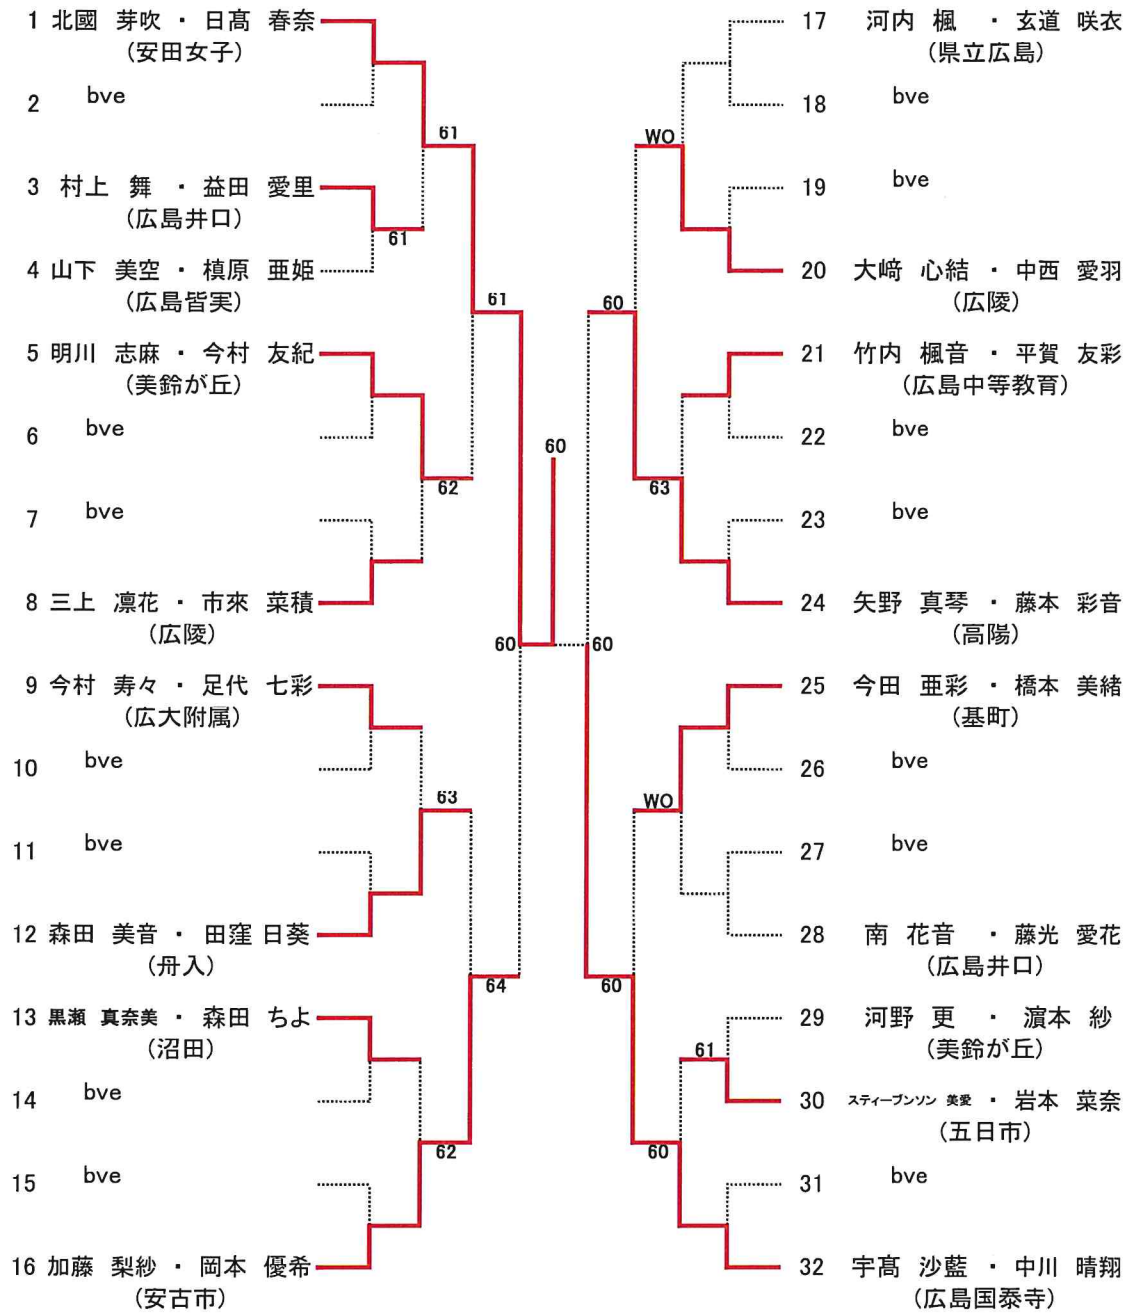 1 北國 芽吹 ・ 日髙 春奈
(安田女子)
2 bye
61
3 村上 舞 ・ 益田 愛里
(広島井口)
61
4 山下 美空 ・ 槙原 亜姫
(広島皆実)
61
5 明川 志麻 ・ 今村 友紀
(美鈴が丘)
6 bye
62
7 bye
8 三上 凛花 ・ 市來 菜積
(広陵)
60
60
9 今村 寿々 ・ 足代 七彩
(広大附属)
10 bye
63
11 bye
12 森田 美音 ・ 田窪 日葵
(舟入)
64
13 黒瀬 真奈美 ・ 森田 ちよ
(沼田)
14 bye
62
15 bye
16 加藤 梨紗 ・ 岡本 優希
(安古市)
17 河内 楓 ・ 玄道 咲衣
(県立広島)
18 bye
WO
19 bye
20 大﨑 心結 ・ 中西 愛羽
(広陵)
60
21 竹内 楓音 ・ 平賀 友彩
(広島中等教育)
22 bye
63
23 bye
24 矢野 真琴 ・ 藤本 彩音
(高陽)
60
25 今田 亜彩 ・ 橋本 美緒
(基町)
26 bye
WO
27 bye
28 南 花音 ・ 藤光 愛花
(広島井口)
60
29 河野 更 ・ 濵本 紗
(美鈴が丘)
61
30 スティーブンソン 美愛 ・ 岩本 菜奈
(五日市)
60
31 bye
32 宇髙 沙藍 ・ 中川 晴翔
(広島国泰寺)